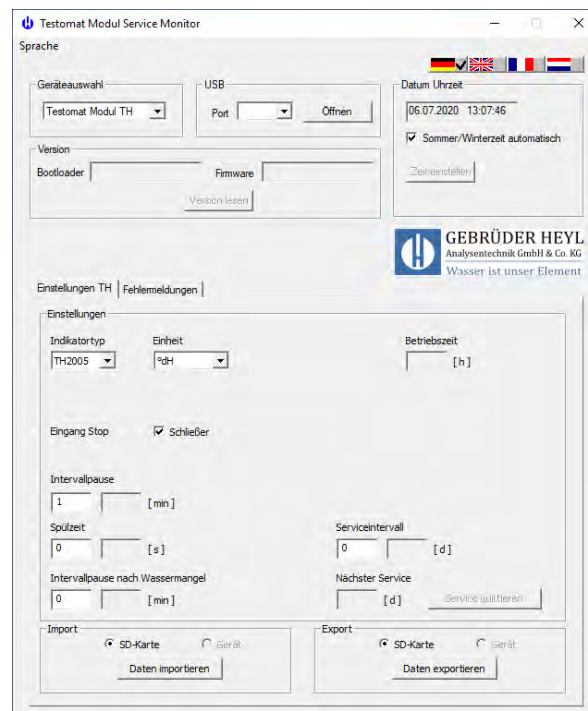 Testomat Modul Service Monitor
Sprache
Geräteauswahl
Testomat Modul TH
USB
Port
Öffnen
Datum Uhrzeit
06.07.2020 13:07:46
Sommer/Winterzeit automatisch
Zeit einstellen
Version
Bootloader
Firmware
Version lesen
GEBRÜDER HEYL
Analysentechnik GmbH & Co. KG
Wasser ist unser Element
Einstellungen TH
Fehlermeldungen
Einstellungen
Indikatortyp
Einheit
Betriebszeit
TH2005
°dH
[ h ]
Eingang Stop
Schließer
Intervallpause
1
[ min ]
Spülzeit
Serviceintervall
0
[ s ]
0
[ d ]
Intervallpause nach Wassermangel
Nächster Service
0
[ min ]
[ d ]
Service quittieren
Import
SD-Karte
Gerät
Daten importieren
Export
SD-Karte
Gerät
Daten exportieren